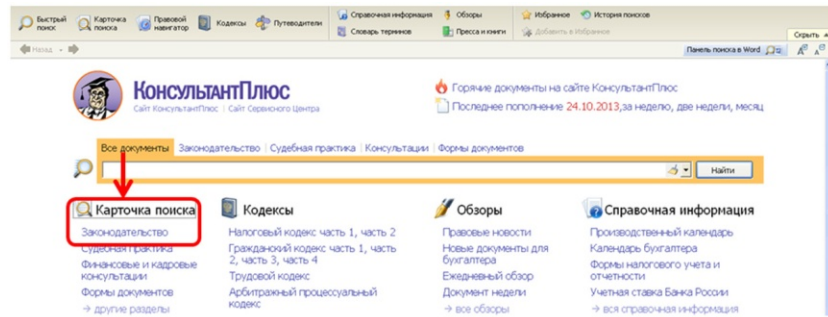 Быстрый поиск
Карточка поиска
Правовой навигатор
Кодексы
Путеводители
Справочная информация
Словарь терминов
Обзоры
Пресса и книги
Избранное
Добавить в Избранное
История поисков
Скрыть
Назад
Панель поиска в Word
КонсультантПлюс
Сайт КонсультантПлюс | Сайт Сервисного Центра
Горячие документы на сайте КонсультантПлюс
Последнее пополнение 24.10.2013,за неделю, две недели, месяц
Все документы Законодательство | Судебная практика | Консультации | Формы документов
Найти
Карточка поиска
Законодательство
Судебная практика
Финансовые и кадровые
консультации
Формы документов
→ другие разделы
Кодексы
Налоговый кодекс часть 1, часть 2
Гражданский кодекс часть 1, часть
2, часть 3, часть 4
Трудовой кодекс
Арбитражный процессуальный
кодекс
Обзоры
Правовые новости
Новые документы для
бухгалтера
Ежедневный обзор
Документ недели
→ все обзоры
Справочная информация
Производственный календарь
Календарь бухгалтера
Формы налогового учета и
отчетности
Учетная ставка Банка России
→ вся справочная информация